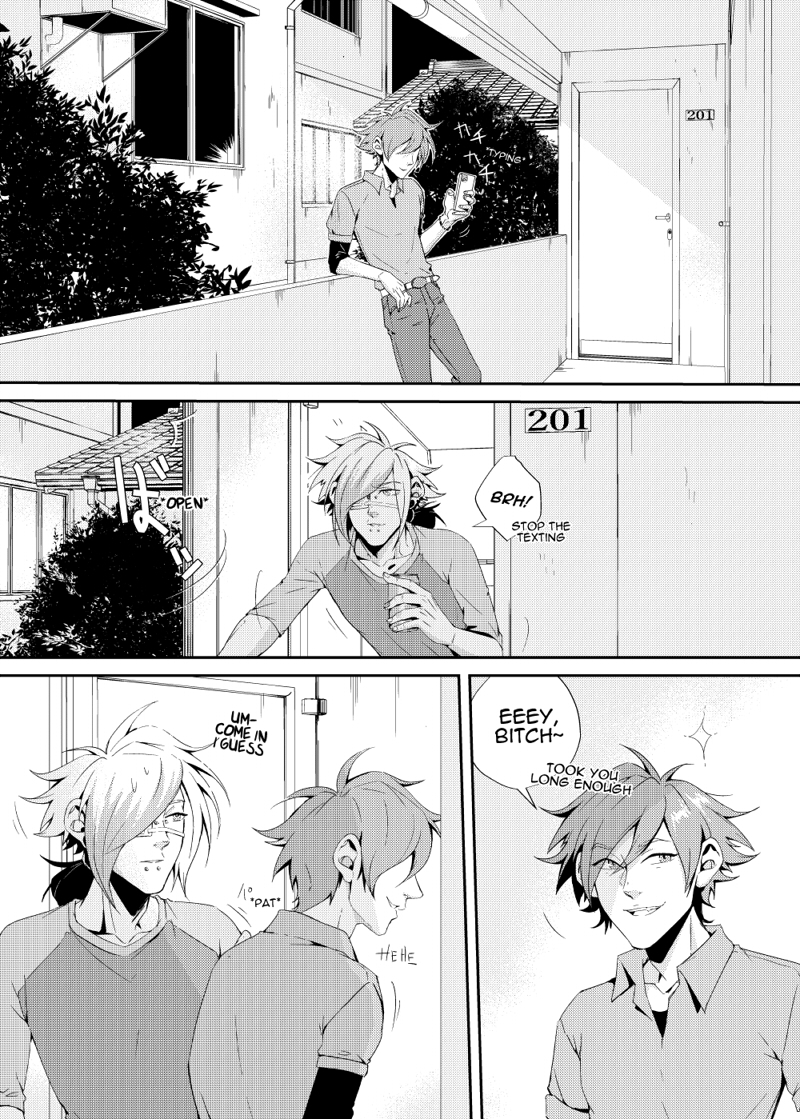 カチ
TYPING
カチ
201
201
BRH!
STOP THE
TEXTING
*OPEN*
ばッ
EEEY,
BITCH~
TOOK YOU
LONG ENOUGH
UM-
COME IN
I GUESS
*PAT*
HEHE